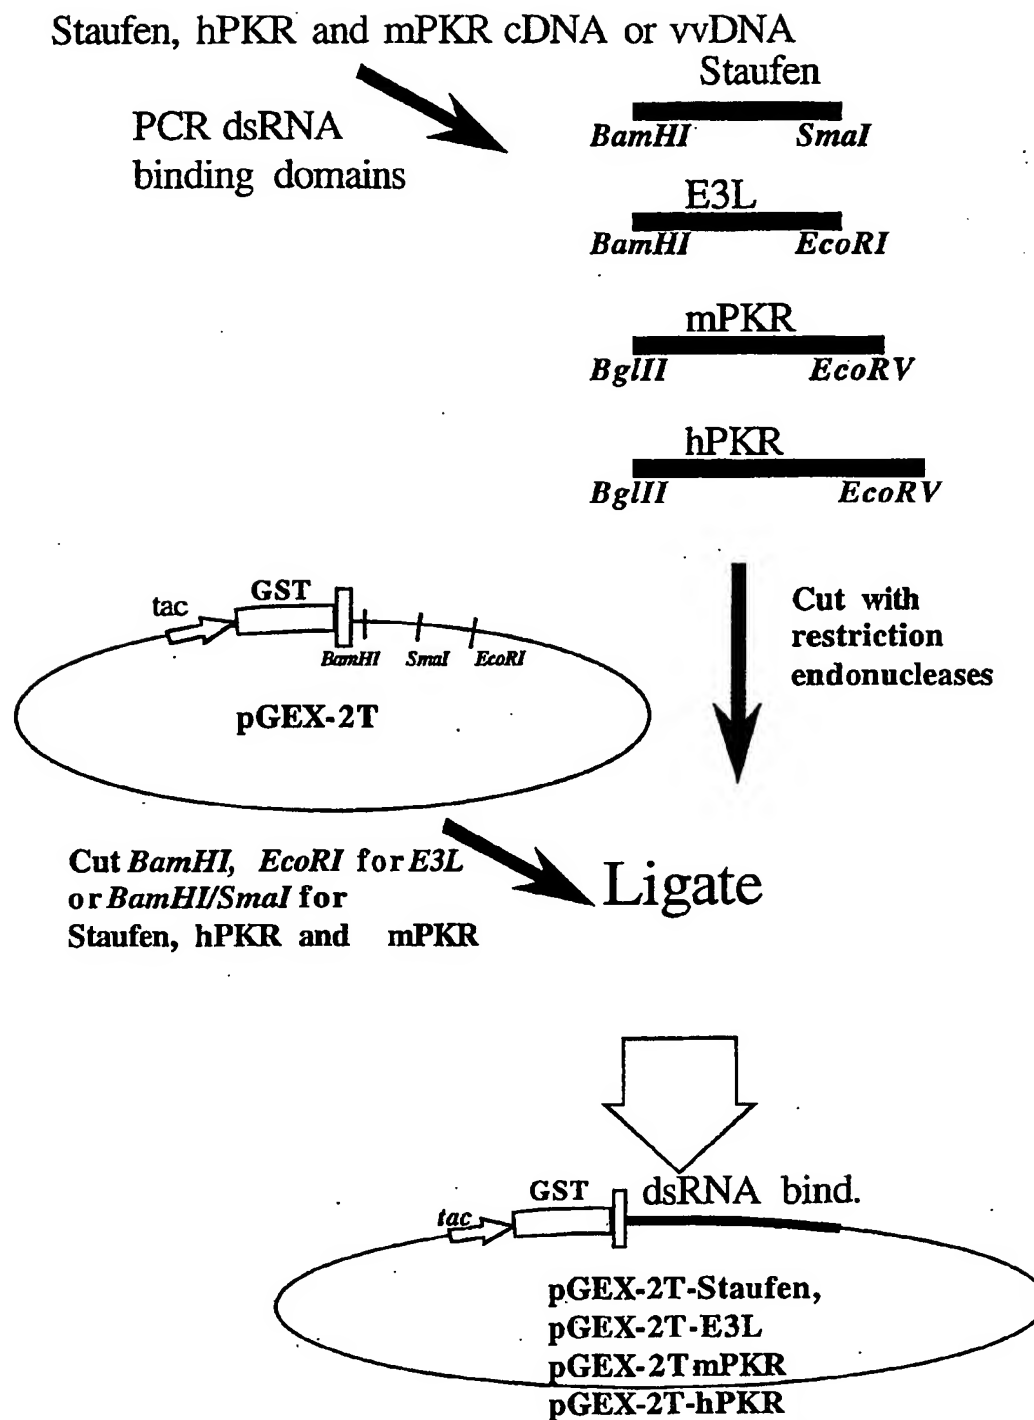 Staufen, hPKR and mPKR cDNA or vvDNA
PCR dsRNA
binding domains
Staufen
BamHI SmaI
E3L
BamHI EcoRI
mPKR
BglII EcoRV
hPKR
BglII EcoRV
Cut with
restriction
endonucleases
tac GST
BamHI SmaI EcoRI
pGEX-2T
Cut BamHI, EcoRI for E3L
or BamHI/SmaI for
Staufen, hPKR and mPKR
Ligate
tac GST dsRNA bind.
pGEX-2T-Staufen,
pGEX-2T-E3L
pGEX-2TmPKR
pGEX-2T-hPKR